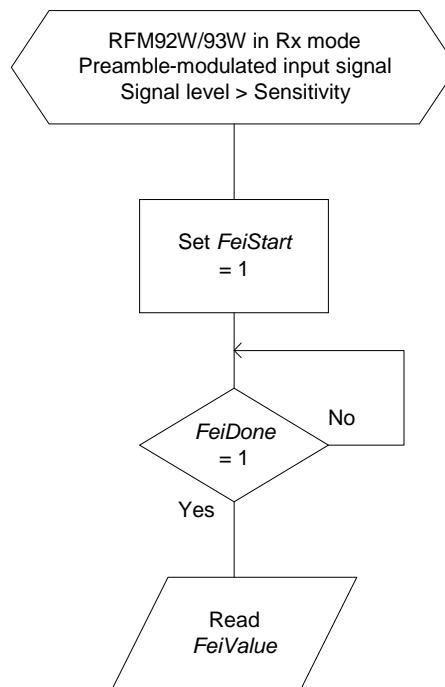 RFM92W/93W in Rx mode
Preamble-modulated input signal
Signal level > Sensitivity
Set FeiStart
= 1
FeiDone
= 1
No
Yes
Read
FeiValue